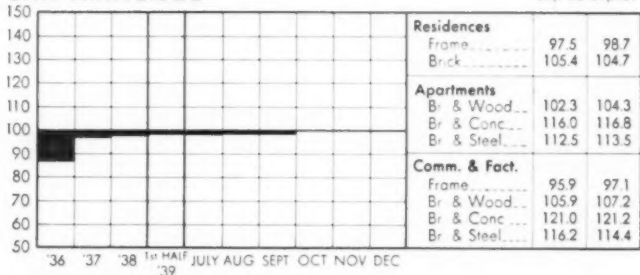 150
140
130
120
110
100
90
80
70
60
50
'36 '37 '38 1st HALF '39 JULY AUG SEPT OCT NOV DEC
Residences
Frame 97.5 98.7
Brick 105.4 104.7
Apartments
Br & Wood 102.3 104.3
Br & Conc 116.0 116.8
Br & Steel 112.5 113.5
Comm. & Fact.
Frame 95.9 97.1
Br & Wood 105.9 107.2
Br & Conc 121.0 121.2
Br & Steel 116.2 114.4